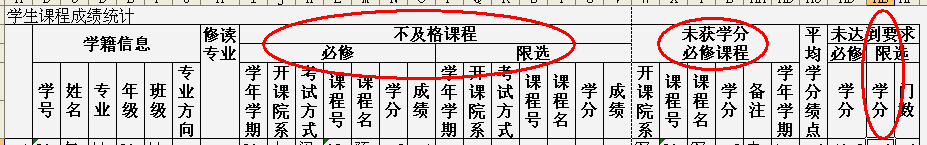 学生课程成绩统计
学籍信息
修读专业
不及格课程
未获学分
必修课程
平均学分绩点
未达到要求
必修
限选
必修
限选
学号
姓名
专业
年级
班级
专业方向
学年学期
开课院系
考试方式
课程号
课程名
学分
成绩
学年学期
开课院系
考试方式
课程号
课程名
学分
成绩
开课院系
课程号
课程名
学分
备注
学年学期
学分
学分
门数